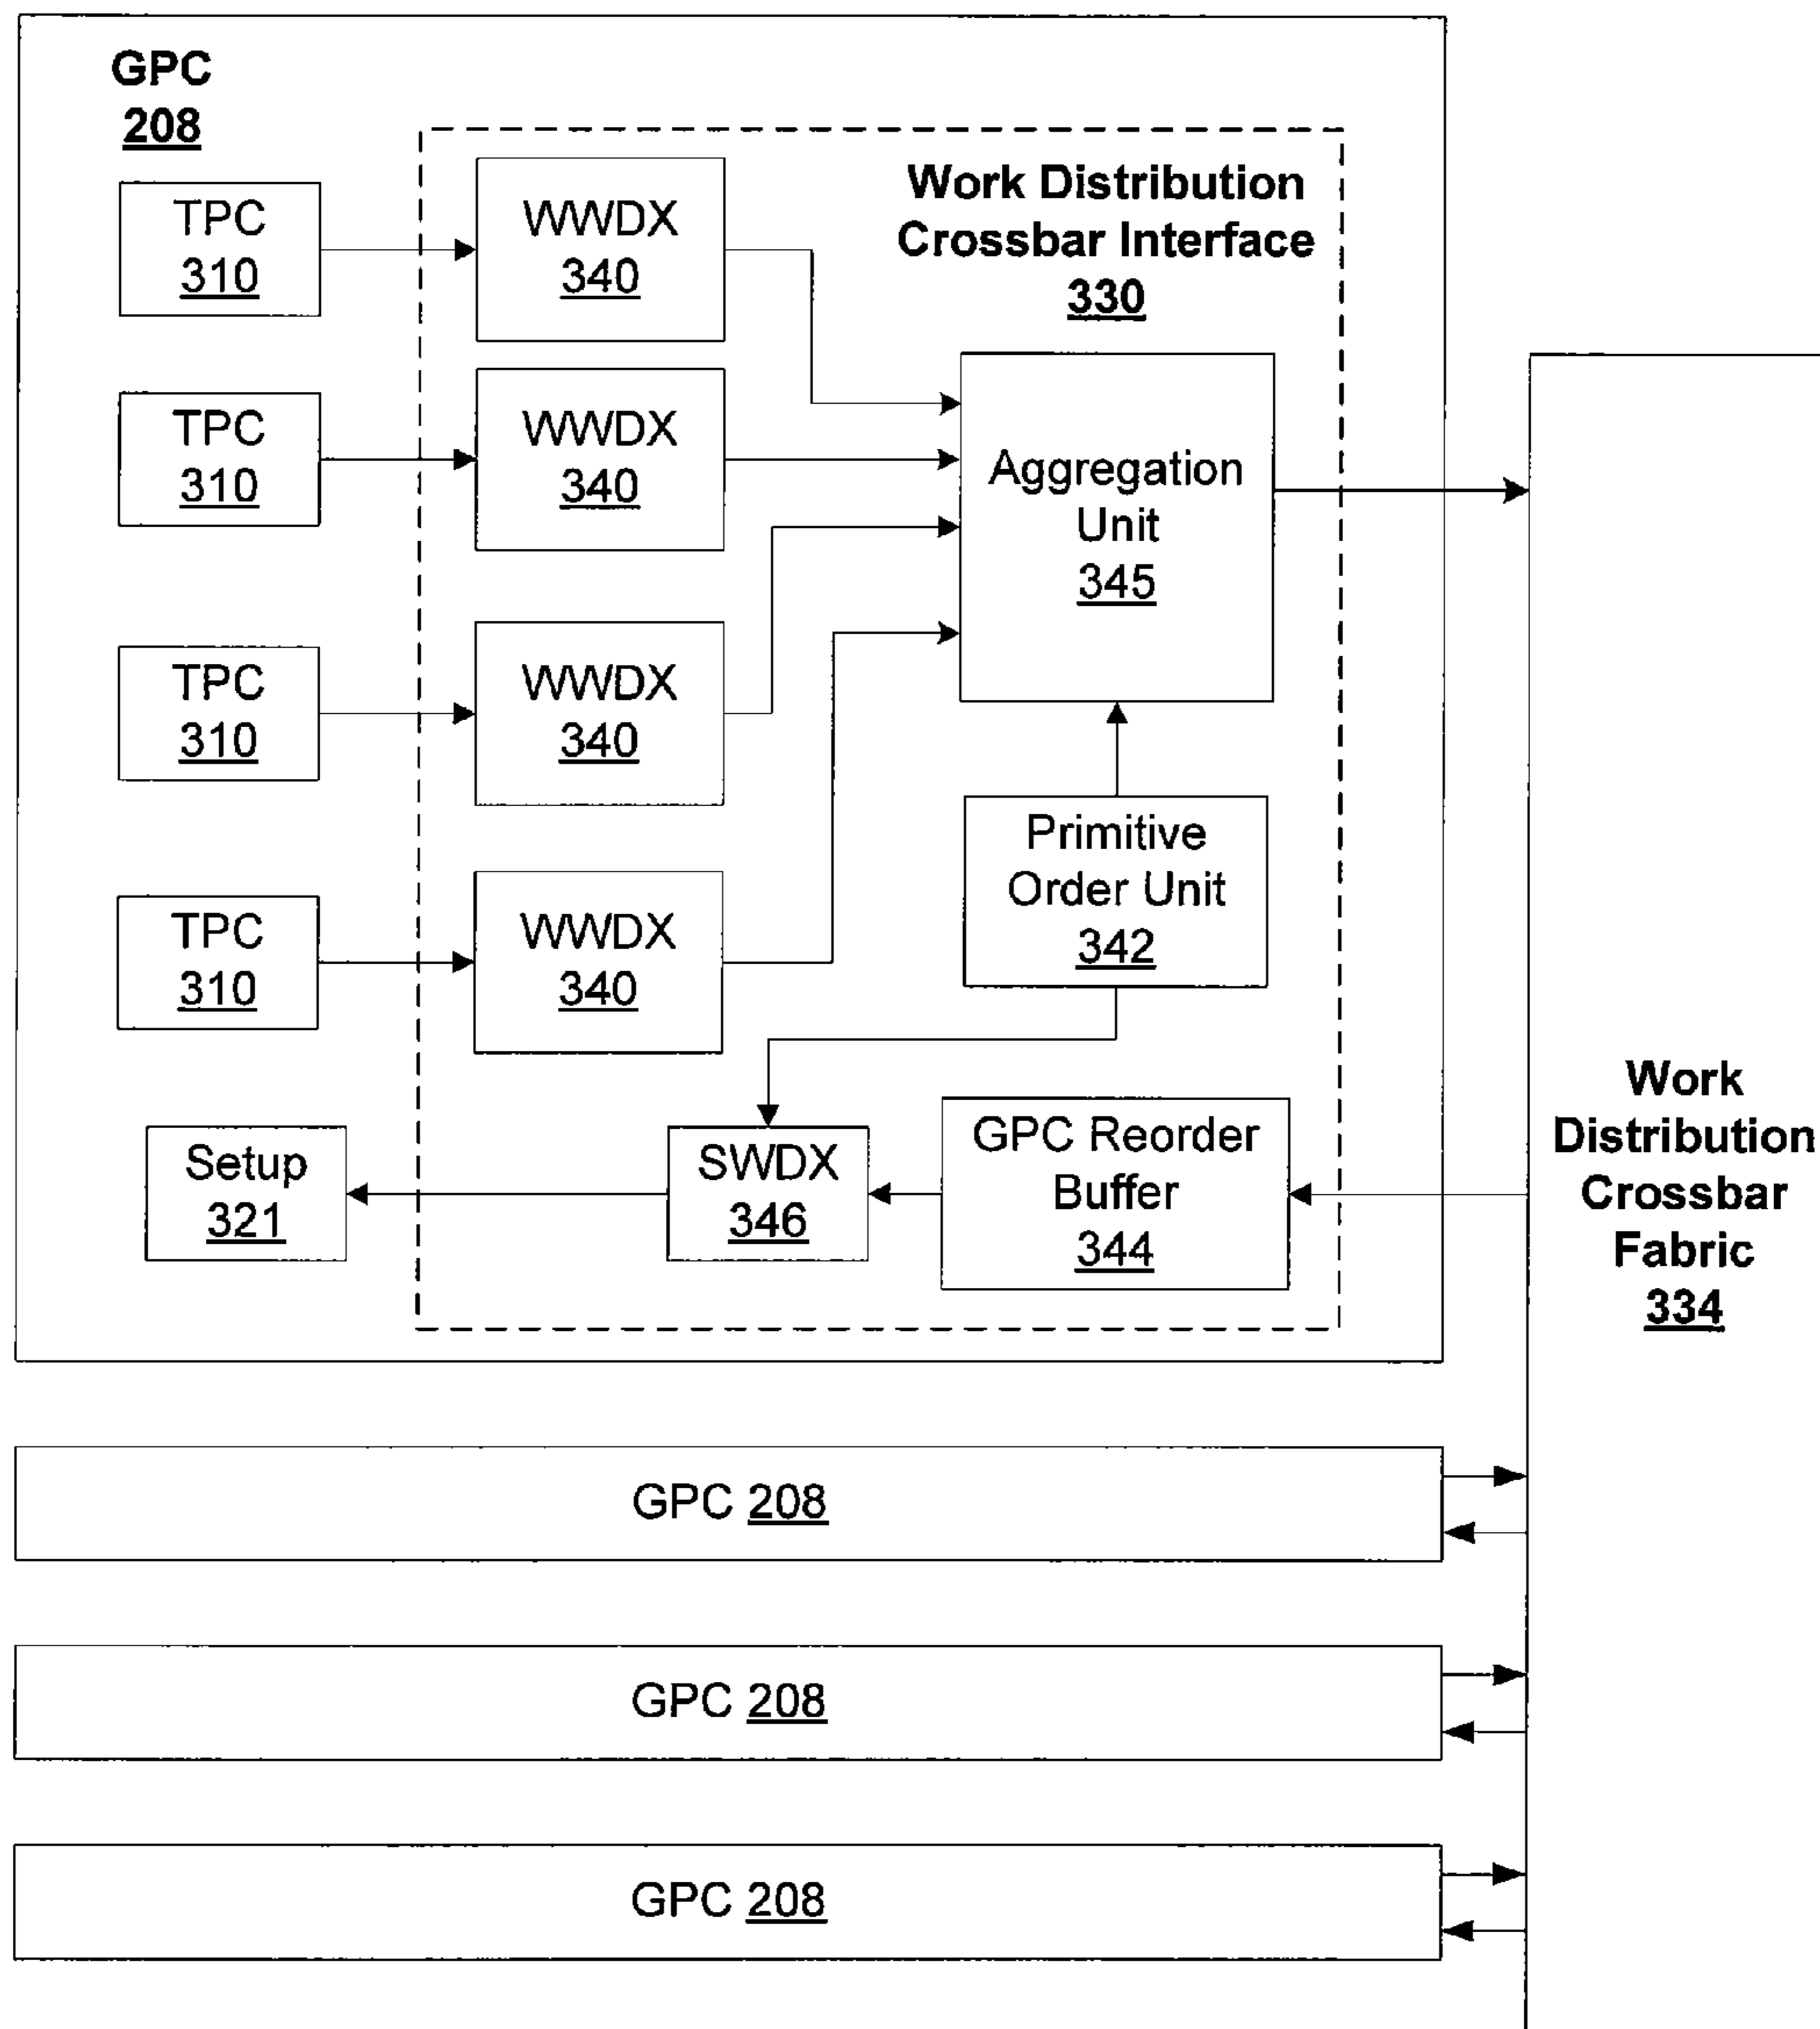 GPC
208
Work Distribution
Crossbar Interface
330
TPC
310
WWDX
340
TPC
310
WWDX
340
Aggregation
Unit
345
TPC
310
WWDX
340
Primitive
Order Unit
342
TPC
310
WWDX
340
Setup
321
SWDX
346
GPC Reorder
Buffer
344
Work
Distribution
Crossbar
Fabric
334
GPC 208
GPC 208
GPC 208